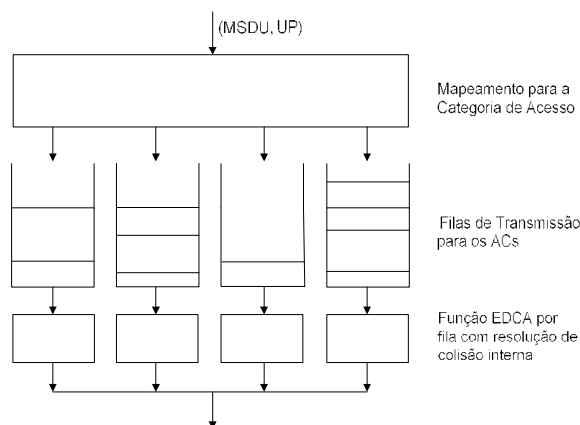 (MSDU, UP)
Mapeamento para a
Categoria de Acesso
Filas de Transmissão
para os ACs
Função EDCA por
fila com resolução de
colisão interna